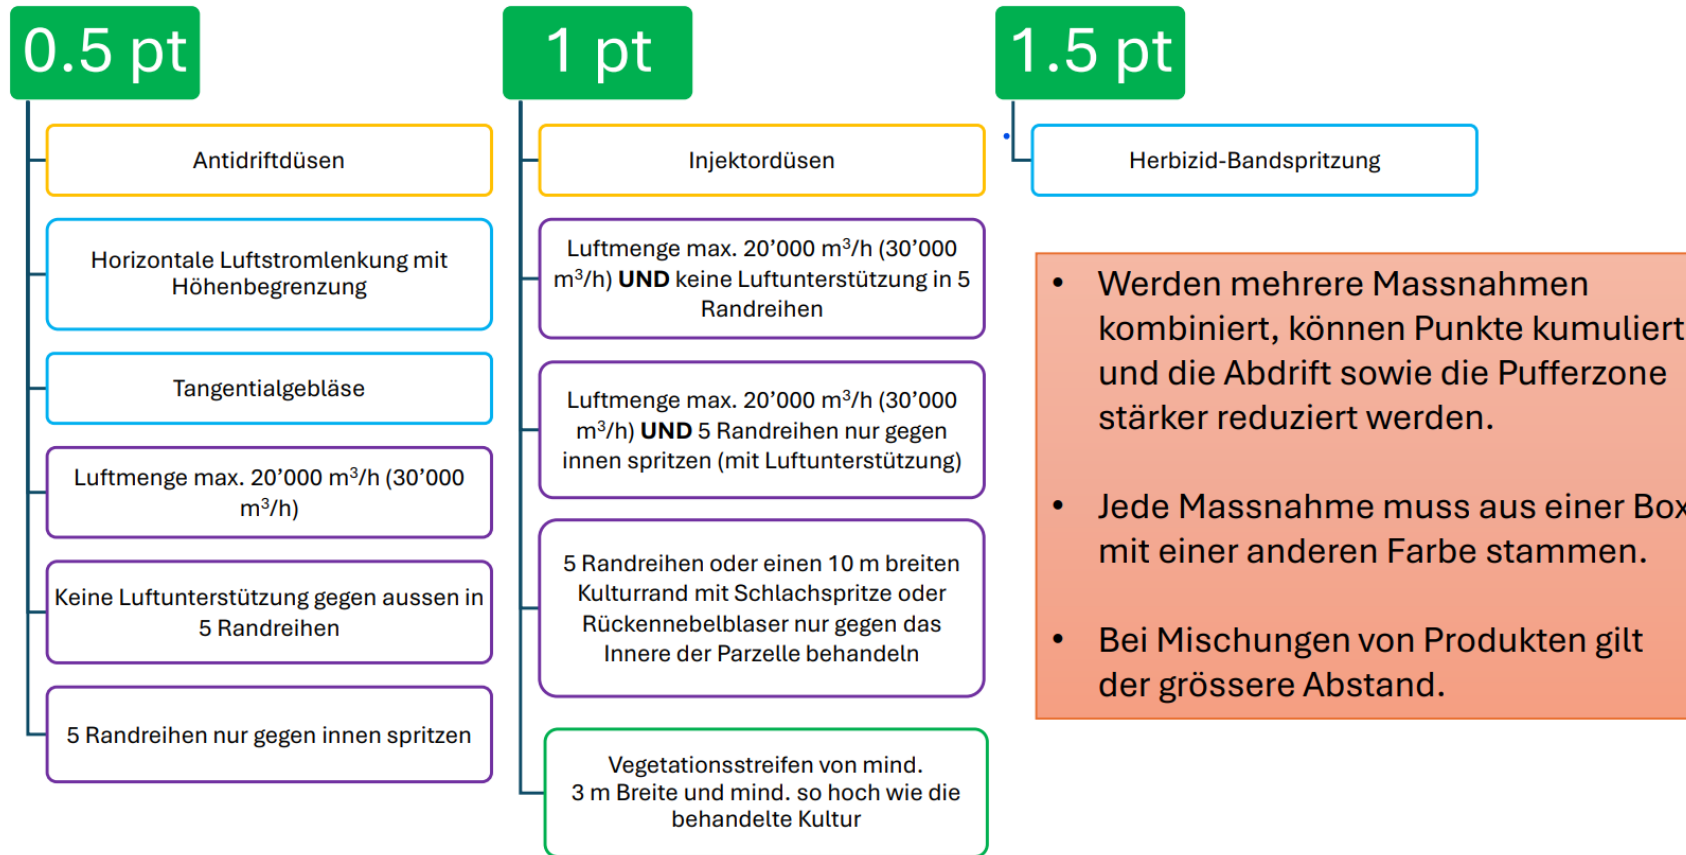 0.5 pt
Antidriftdüsen
Horizontale Luftstromlenkung mit
Höhenbegrenzung
Tangentialgebläse
Luftmenge max. 20’000 m³/h (30’000
m³/h)
Keine Luftunterstützung gegen aussen in
5 Randreihen
5 Randreihen nur gegen innen spritzen
1 pt
Injektordüsen
Luftmenge max. 20’000 m³/h (30’000
m³/h) UND keine Luftunterstützung in 5
Randreihen
Luftmenge max. 20’000 m³/h (30’000
m³/h) UND 5 Randreihen nur gegen
innen spritzen (mit Luftunterstützung)
5 Randreihen oder einen 10 m breiten
Kulturrand mit Schlachspritze oder
Rückennebelblaser nur gegen das
Innere der Parzelle behandeln
Vegetationsstreifen von mind.
3 m Breite und mind. so hoch wie die
behandelte Kultur
1.5 pt
Herbizid-Bandspritzung
• Werden mehrere Massnahmen
kombiniert, können Punkte kumuliert
und die Abdrift sowie die Pufferzone
stärker reduziert werden.
• Jede Massnahme muss aus einer Box
mit einer anderen Farbe stammen.
• Bei Mischungen von Produkten gilt
der grössere Abstand.